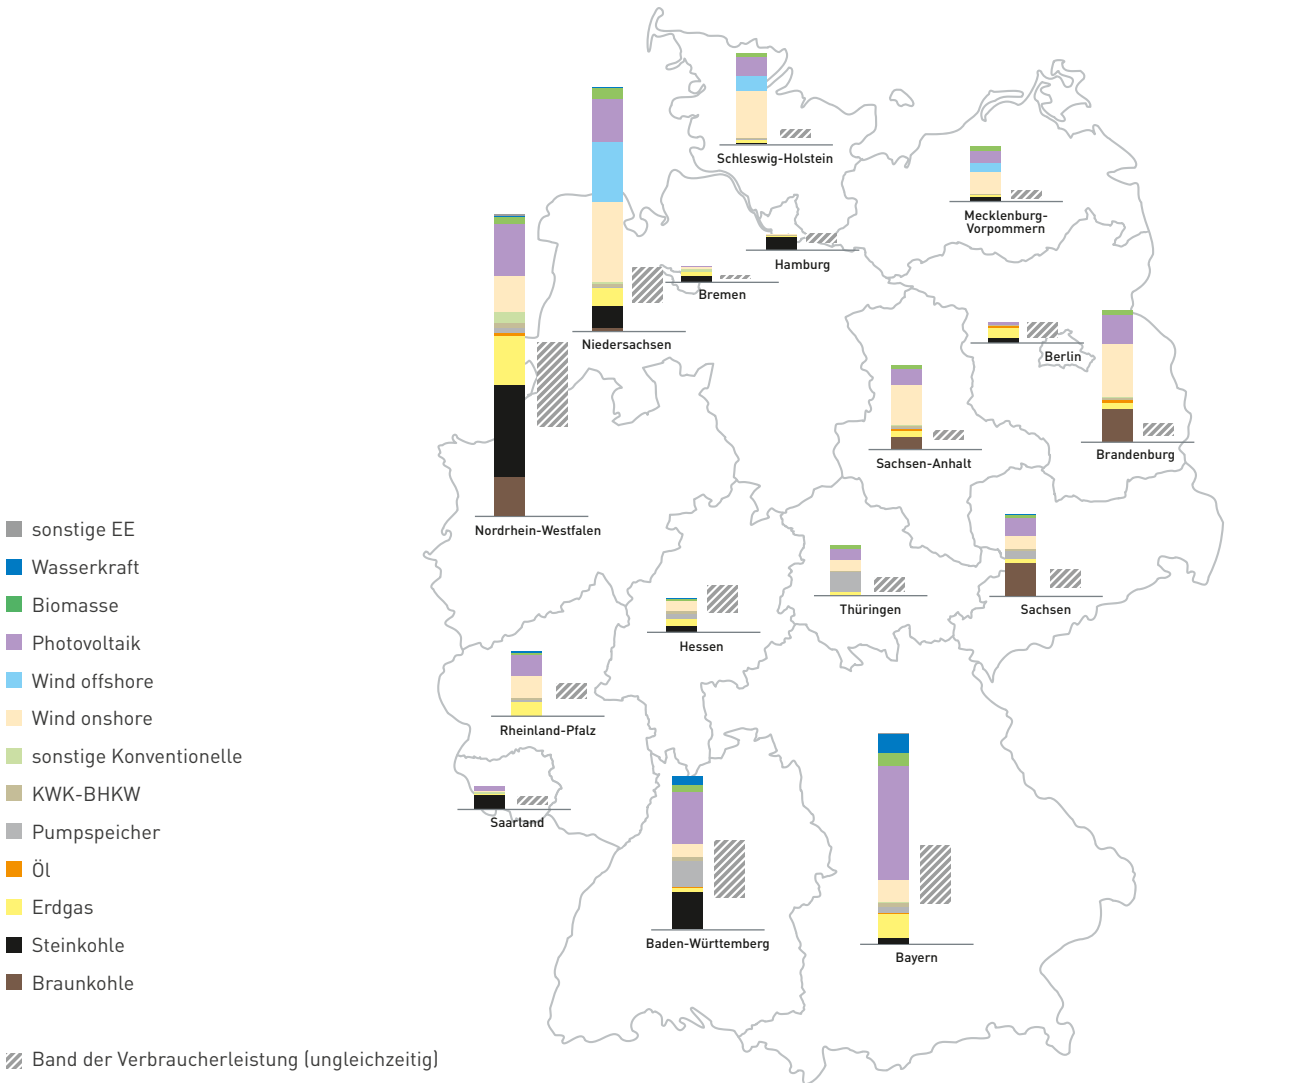 Schleswig-Holstein
Mecklenburg-
Vorpommern
Hamburg
Bremen
Niedersachsen
Berlin
Brandenburg
Sachsen-Anhalt
Nordrhein-Westfalen
Thüringen
Sachsen
Hessen
Rheinland-Pfalz
Saarland
Baden-Württemberg
Bayern
sonstige EE
Wasserkraft
Biomasse
Photovoltaik
Wind offshore
Wind onshore
sonstige Konventionelle
KWK-BHKW
Pumpspeicher
Öl
Erdgas
Steinkohle
Braunkohle
Band der Verbraucherleistung (ungleichzeitig)